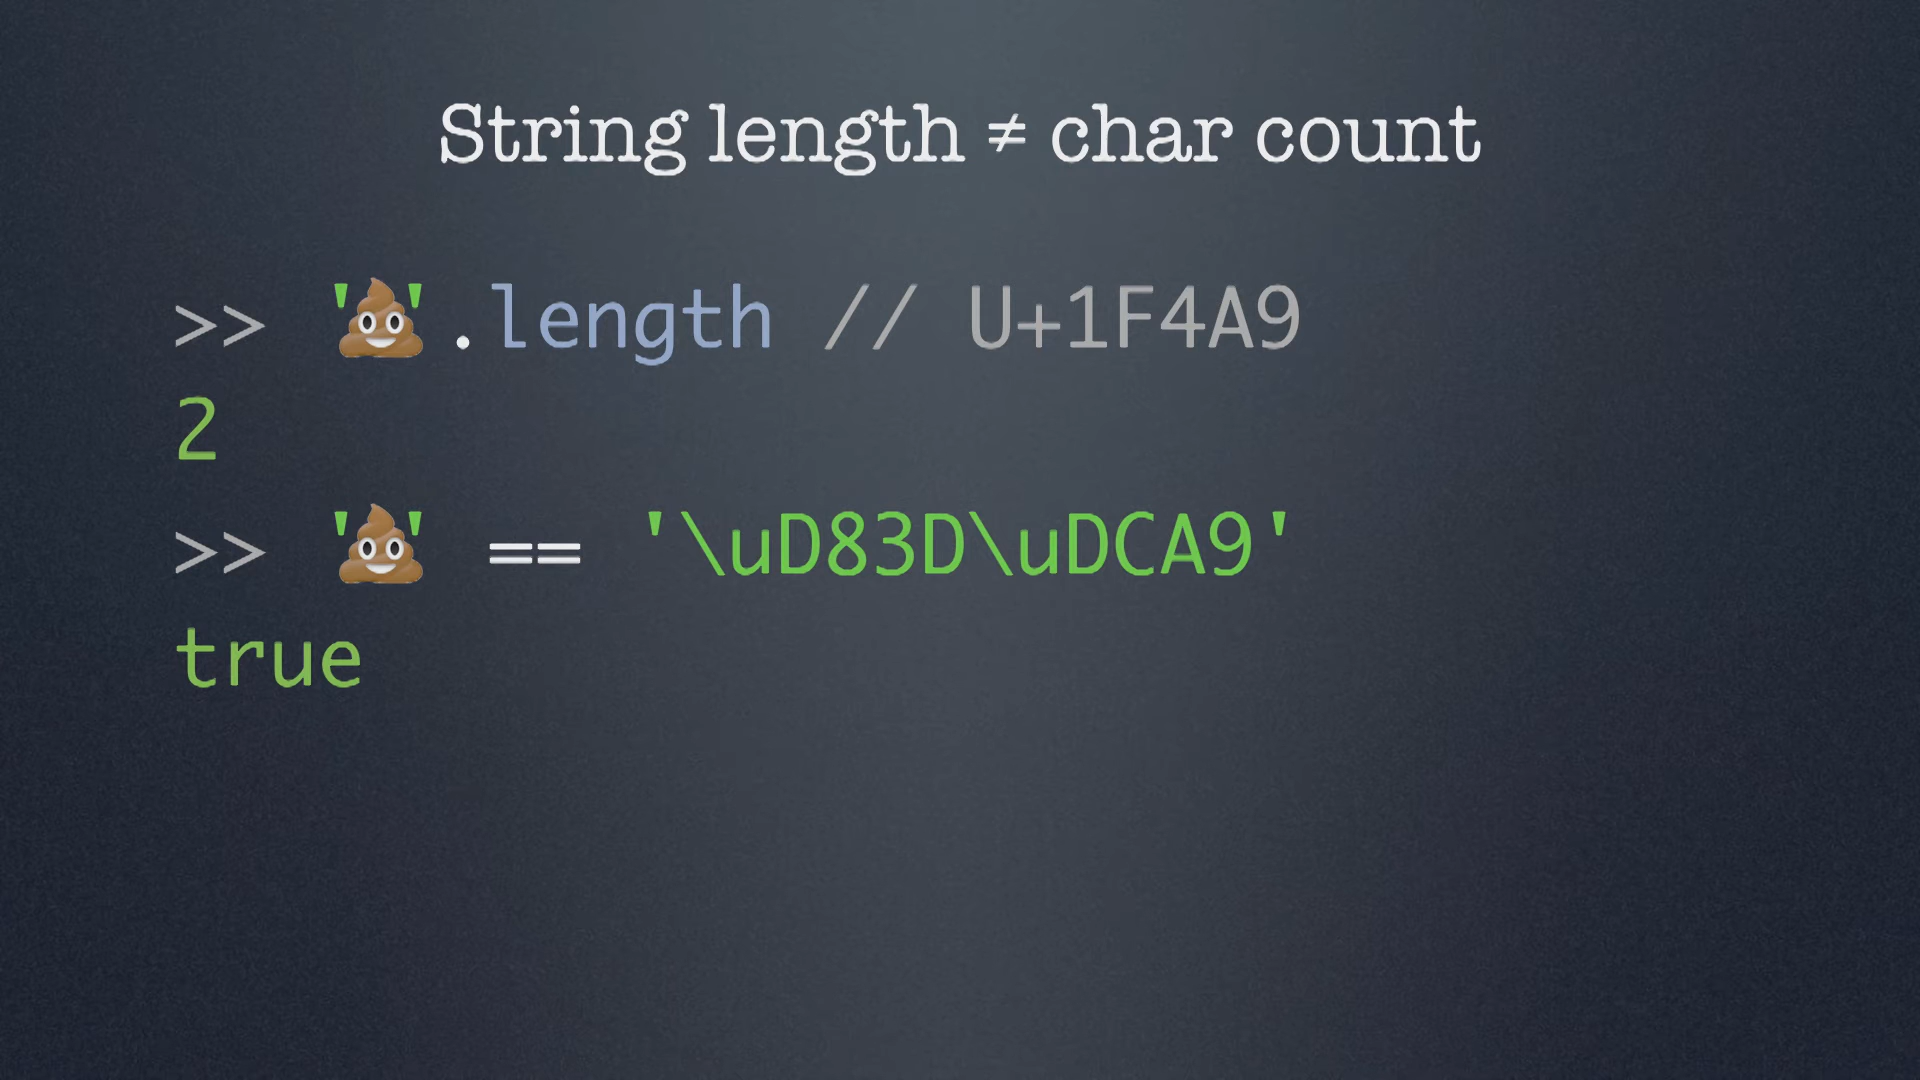 String length ≠ char count
>> '💩'.length // U+1F4A9
2
>> '💩' == '\uD83D\uDCA9'
true